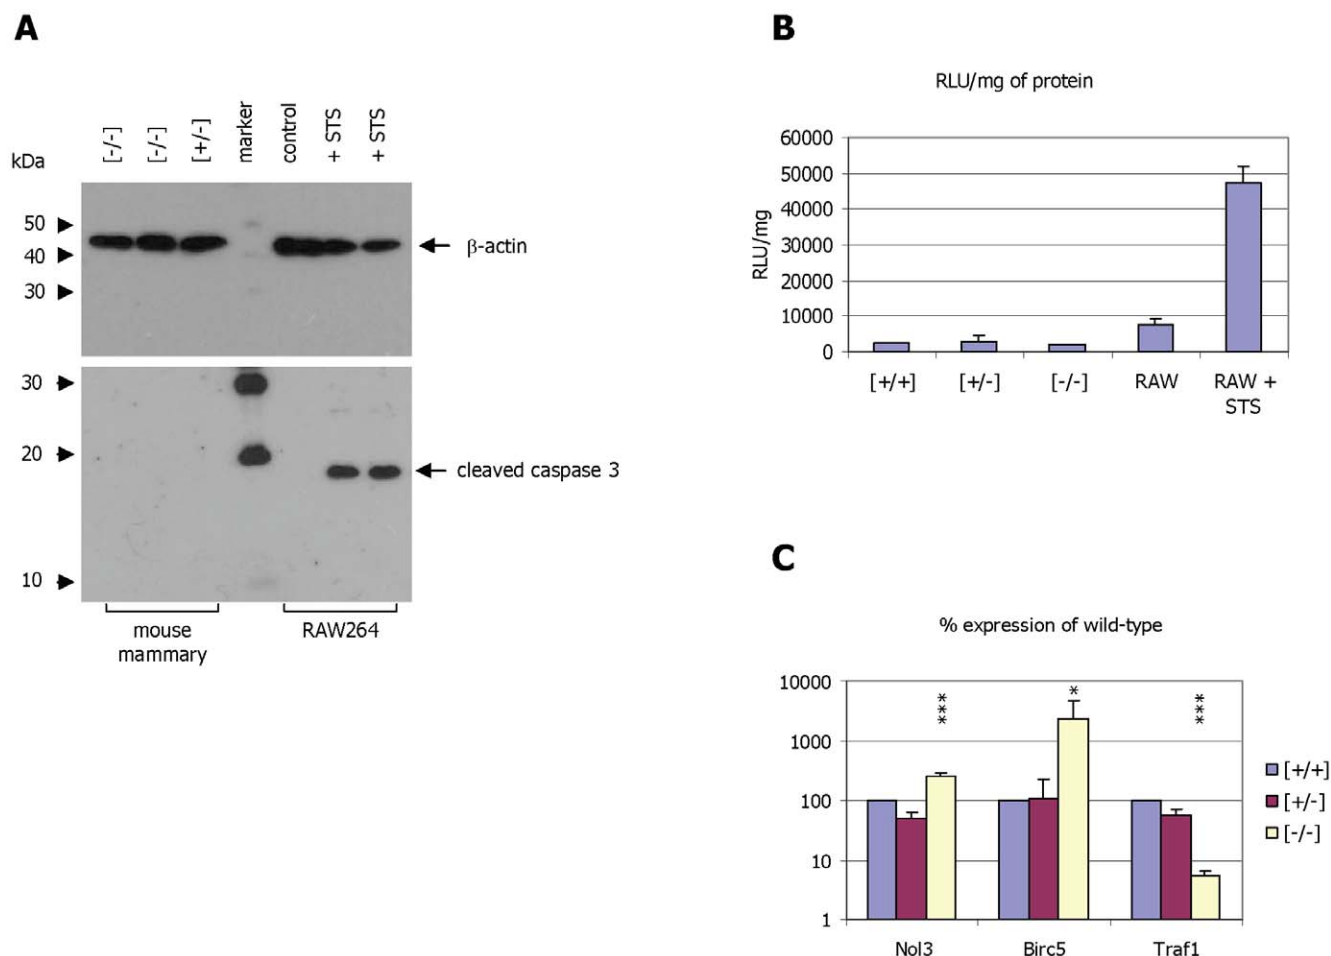 A
kDa
[-/-]
[-/-]
[+/-]
marker
control
+ STS
+ STS
50
40
30
β-actin
30
20
10
cleaved caspase 3
mouse
mammary
RAW264
B
RLU/mg of protein
RLU/mg
60000
50000
40000
30000
20000
10000
0
[+/+]
[+/-]
[-/-]
RAW
RAW +
STS
C
% expression of wild-type
10000
1000
100
10
1
***
*
***
Nol3
Birc5
Traf1
[+/+]
[+/-]
[-/-]